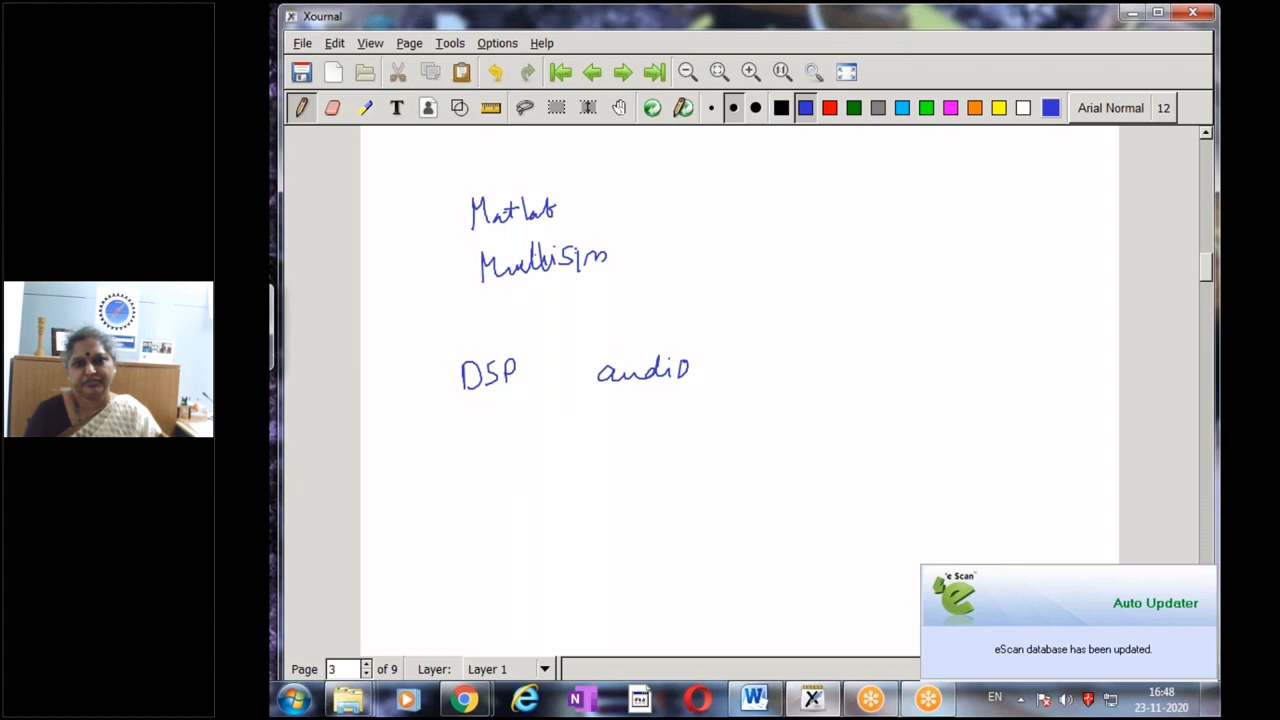 Xournal
File Edit View Page Tools Options Help
Arial Normal 12
Matlab
MultiSim
DSP audio
e Scan
Auto Updater
eScan database has been updated.
Page 3 of 9 Layer: Layer 1
EN 16:48
23-11-2020